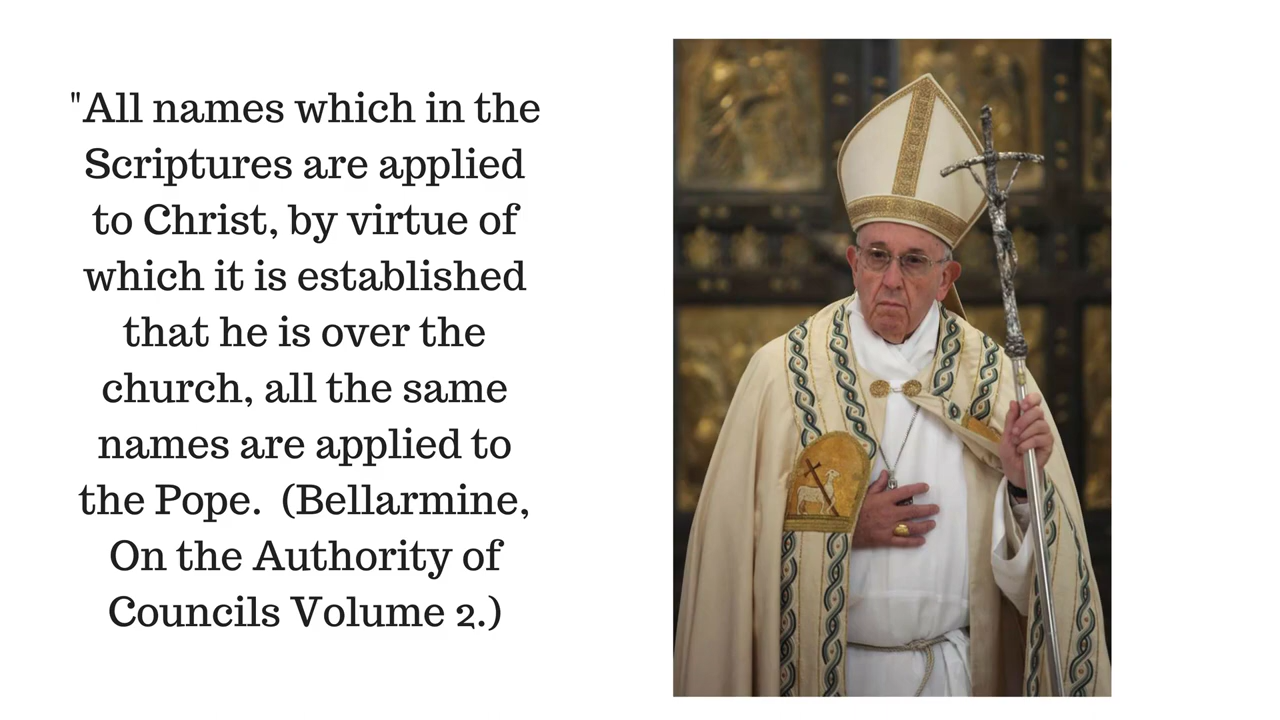 "All names which in the
Scriptures are applied
to Christ, by virtue of
which it is established
that he is over the
church, all the same
names are applied to
the Pope.  (Bellarmine,
On the Authority of
Councils Volume 2.)